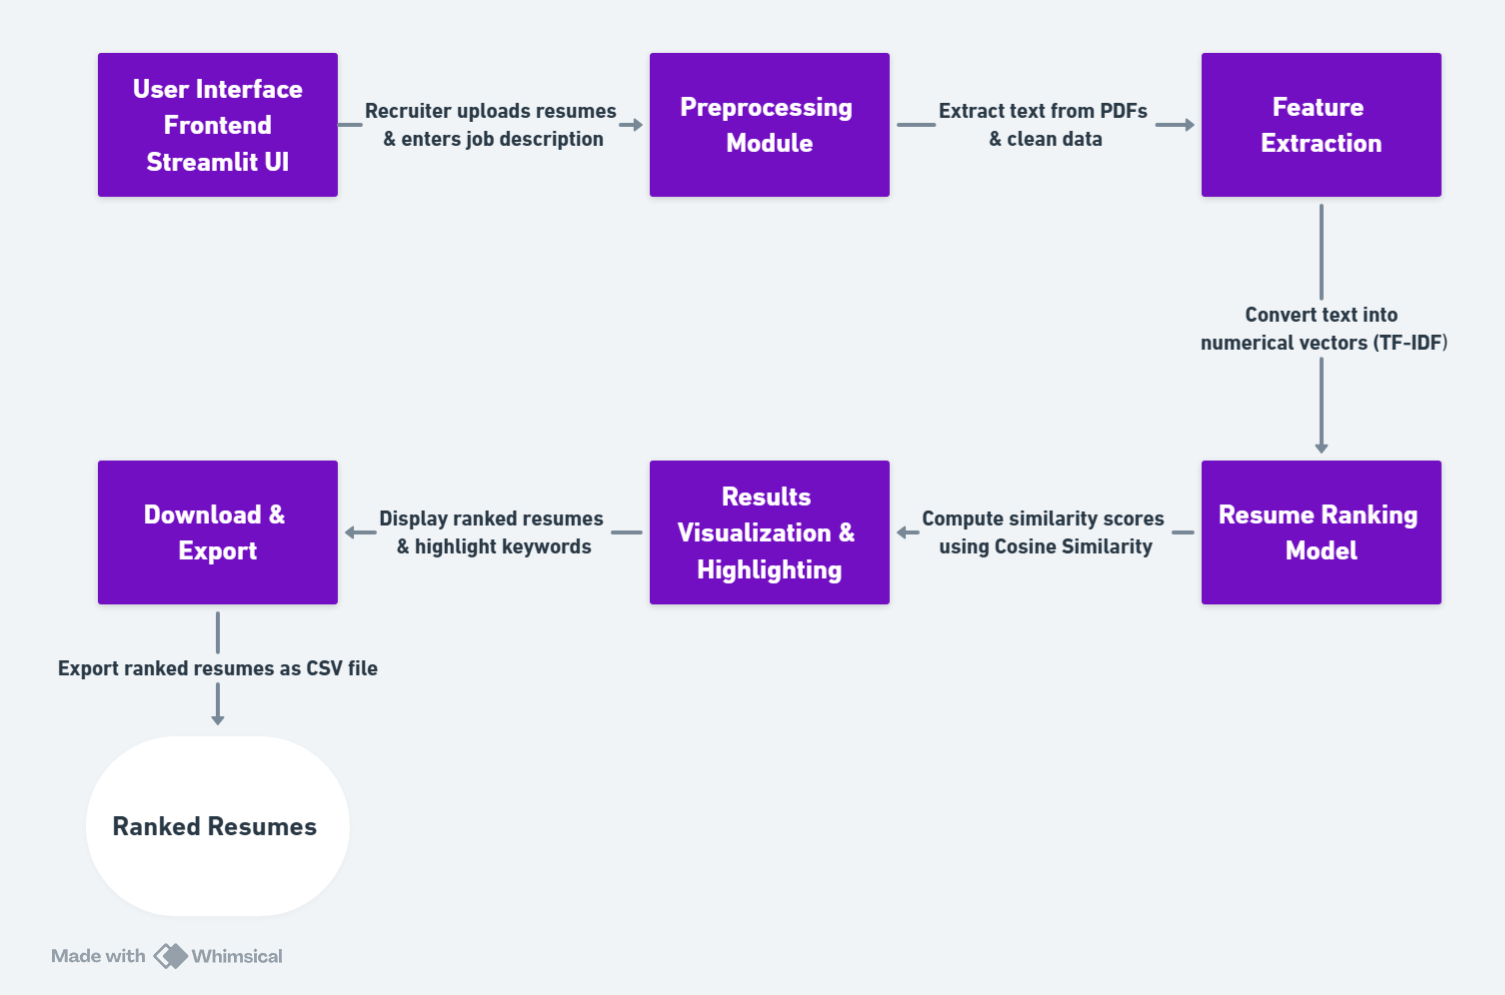 User Interface
Frontend
Streamlit UI
Recruiter uploads resumes
& enters job description
Preprocessing
Module
Extract text from PDFs
& clean data
Feature
Extraction
Convert text into
numerical vectors (TF-IDF)
Resume Ranking
Model
Compute similarity scores
using Cosine Similarity
Results
Visualization &
Highlighting
Display ranked resumes
& highlight keywords
Download &
Export
Export ranked resumes as CSV file
Ranked Resumes
Made with Whimsical